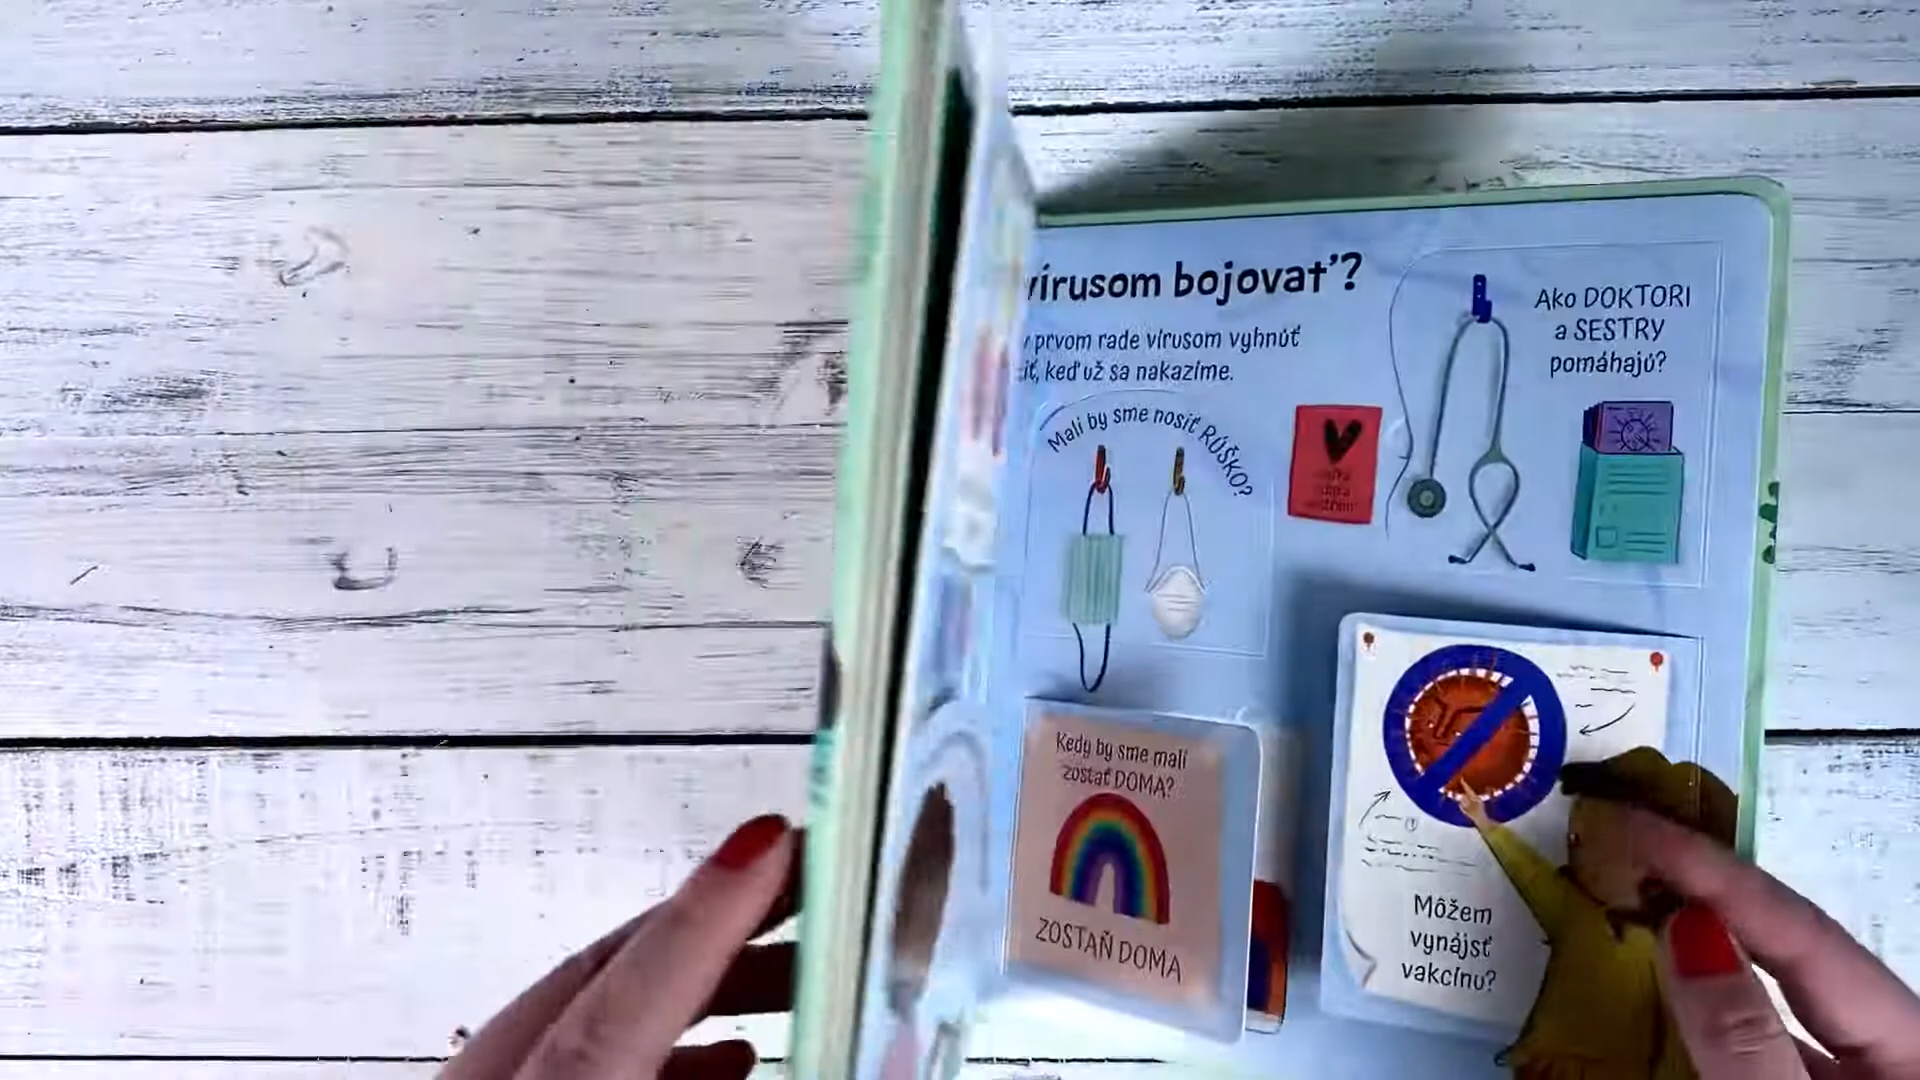 vírusom bojovať?
v prvom rade vírusom vyhnúť
keď už sa nakazíme.
Mali by sme nosiť RÚŠKO?
Ako DOKTORI
a SESTRY
pomáhajú?
Kedy by sme mali
zostať DOMA?
ZOSTAŇ DOMA
Môžem
vynájsť
vakcínu?